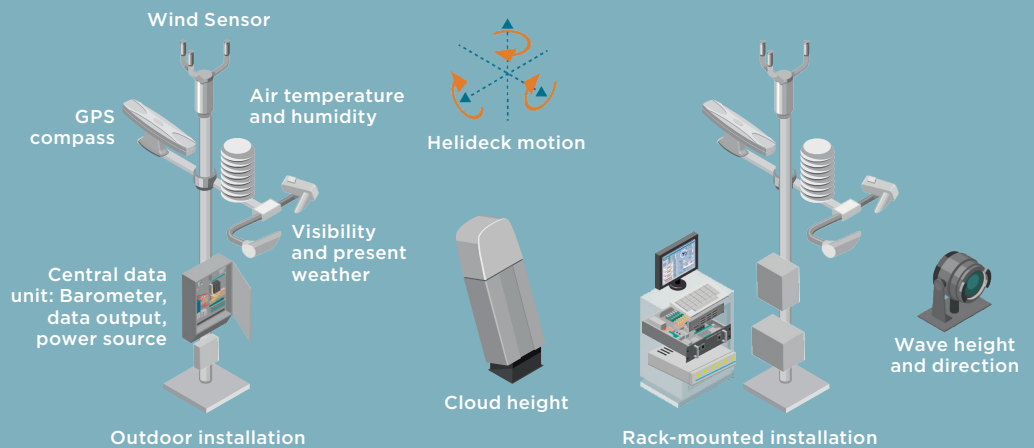 Wind Sensor
GPS
compass
Air temperature
and humidity
Helideck motion
Visibility
and present
weather
Central data
unit: Barometer,
data output,
power source
Cloud height
Wave height
and direction
Outdoor installation
Rack-mounted installation